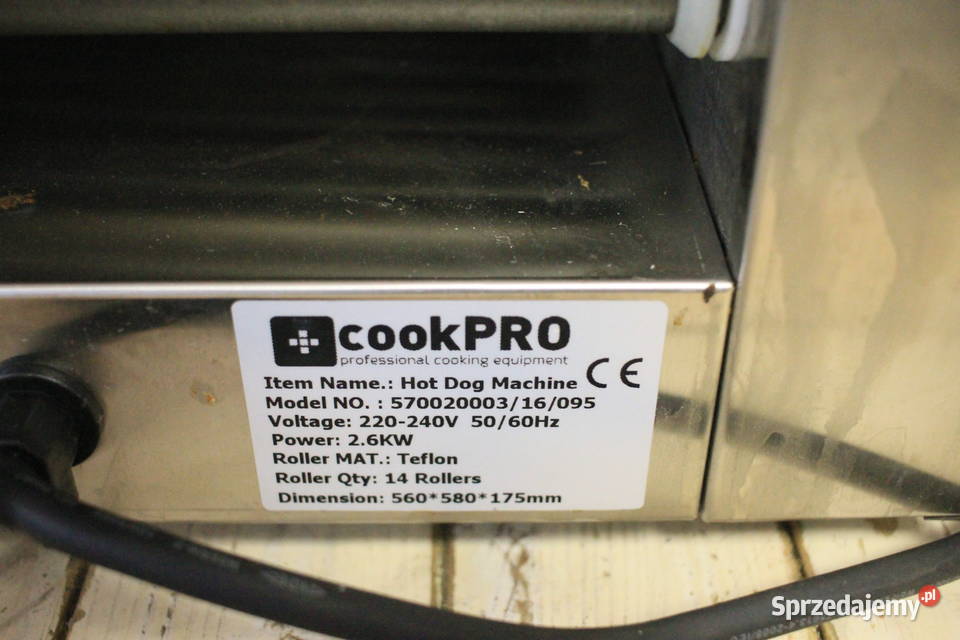 cookPRO
professional cooking equipment
CE
Item Name.: Hot Dog Machine
Model NO. : 570020003/16/095
Voltage: 220-240V 50/60Hz
Power: 2.6KW
Roller MAT.: Teflon
Roller Qty: 14 Rollers
Dimension: 560*580*175mm
Sprzedajemy.pl